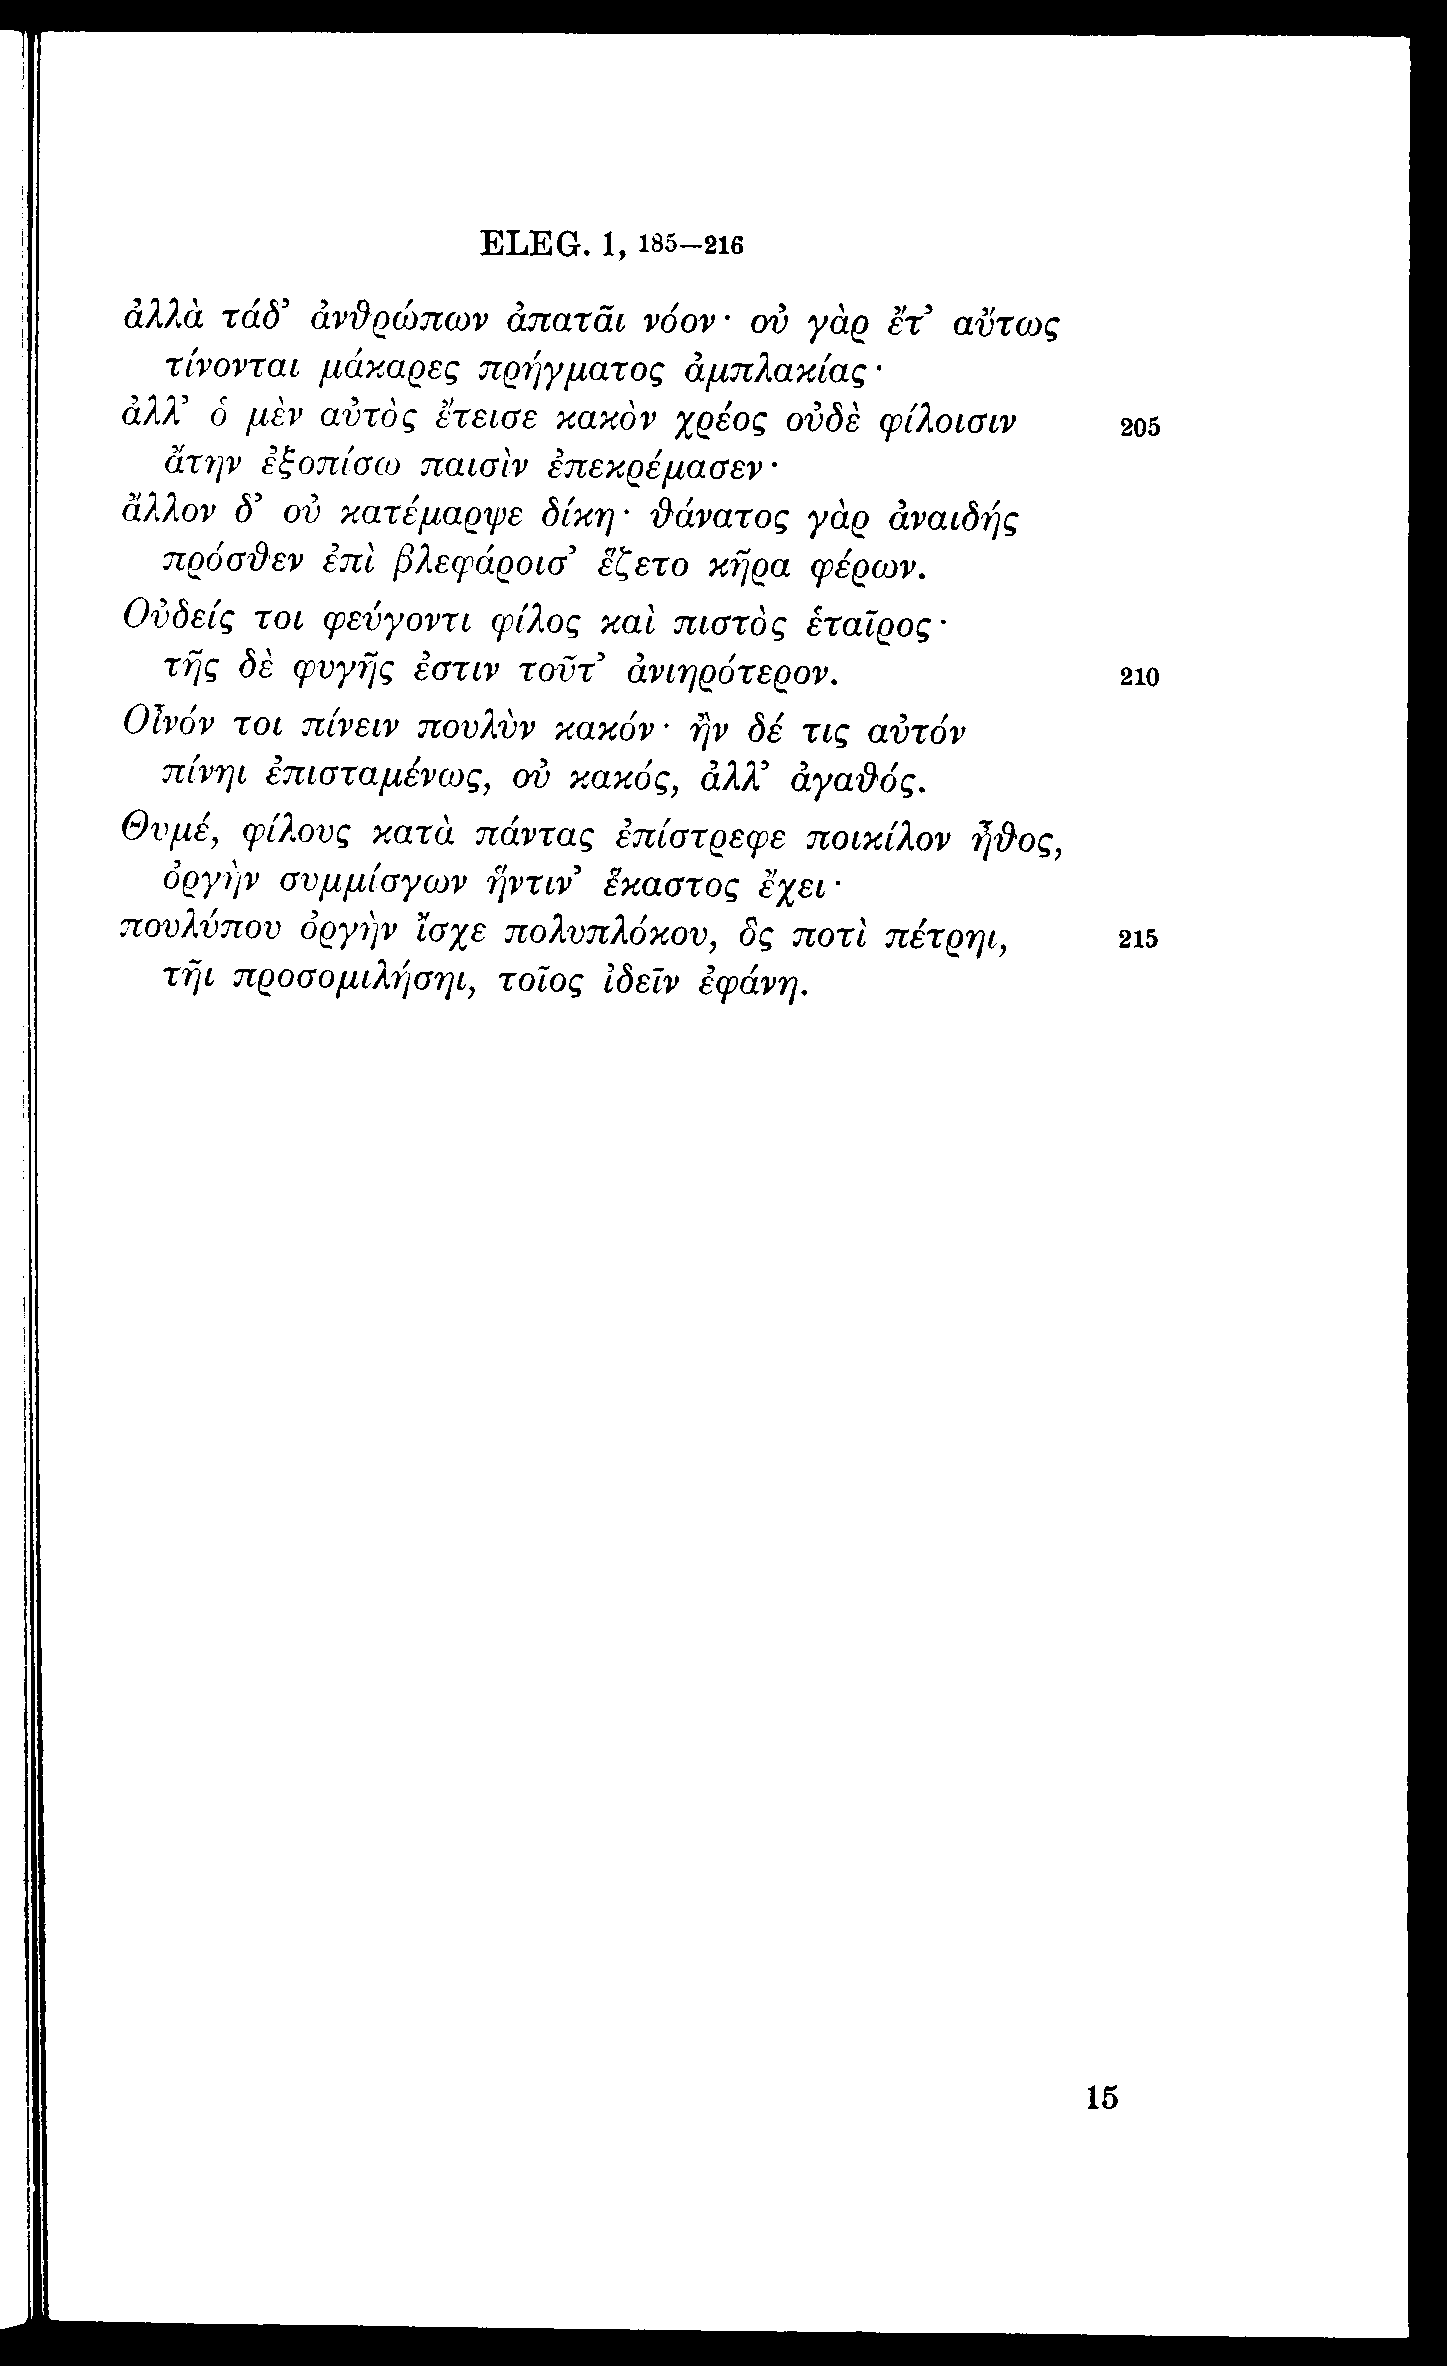 ELEG. 1, 185–216
ἀλλὰ τάδ’ ἀνθρώπων ἀπατᾶι νόον· οὐ γὰρ ἔτ’ αὔτως
τίνονται μάκαρες πρήγματος ἀμπλακίας·
ἀλλ’ ὁ μὲν αὐτὸς ἔτεισε κακὸν χρέος οὐδὲ φίλοισιν 205
ἄτην ἐξοπίσω παισὶν ἐπεκρέμασεν·
ἄλλον δ’ οὐ κατέμαρψε δίκη· θάνατος γὰρ ἀναιδής
πρόσθεν ἐπὶ βλεφάροισ’ ἕζετο κῆρα φέρων.
Οὐδείς τοι φεύγοντι φίλος καὶ πιστὸς ἑταῖρος·
τῆς δὲ φυγῆς ἐστιν τοῦτ’ ἀνιηρότερον. 210
Οἶνόν τοι πίνειν πουλὺν κακόν· ἢν δέ τις αὐτόν
πίνηι ἐπισταμένως, οὐ κακός, ἀλλ’ ἀγαθός.
Θυμέ, φίλους κατὰ πάντας ἐπίστρεφε ποικίλον ἦθος,
ὀργὴν συμμίσγων ἥντιν’ ἕκαστος ἔχει·
πουλύπου ὀργὴν ἴσχε πολυπλόκου, ὃς ποτὶ πέτρηι, 215
τῆι προσομιλήσηι, τοῖος ἰδεῖν ἐφάνη.
15